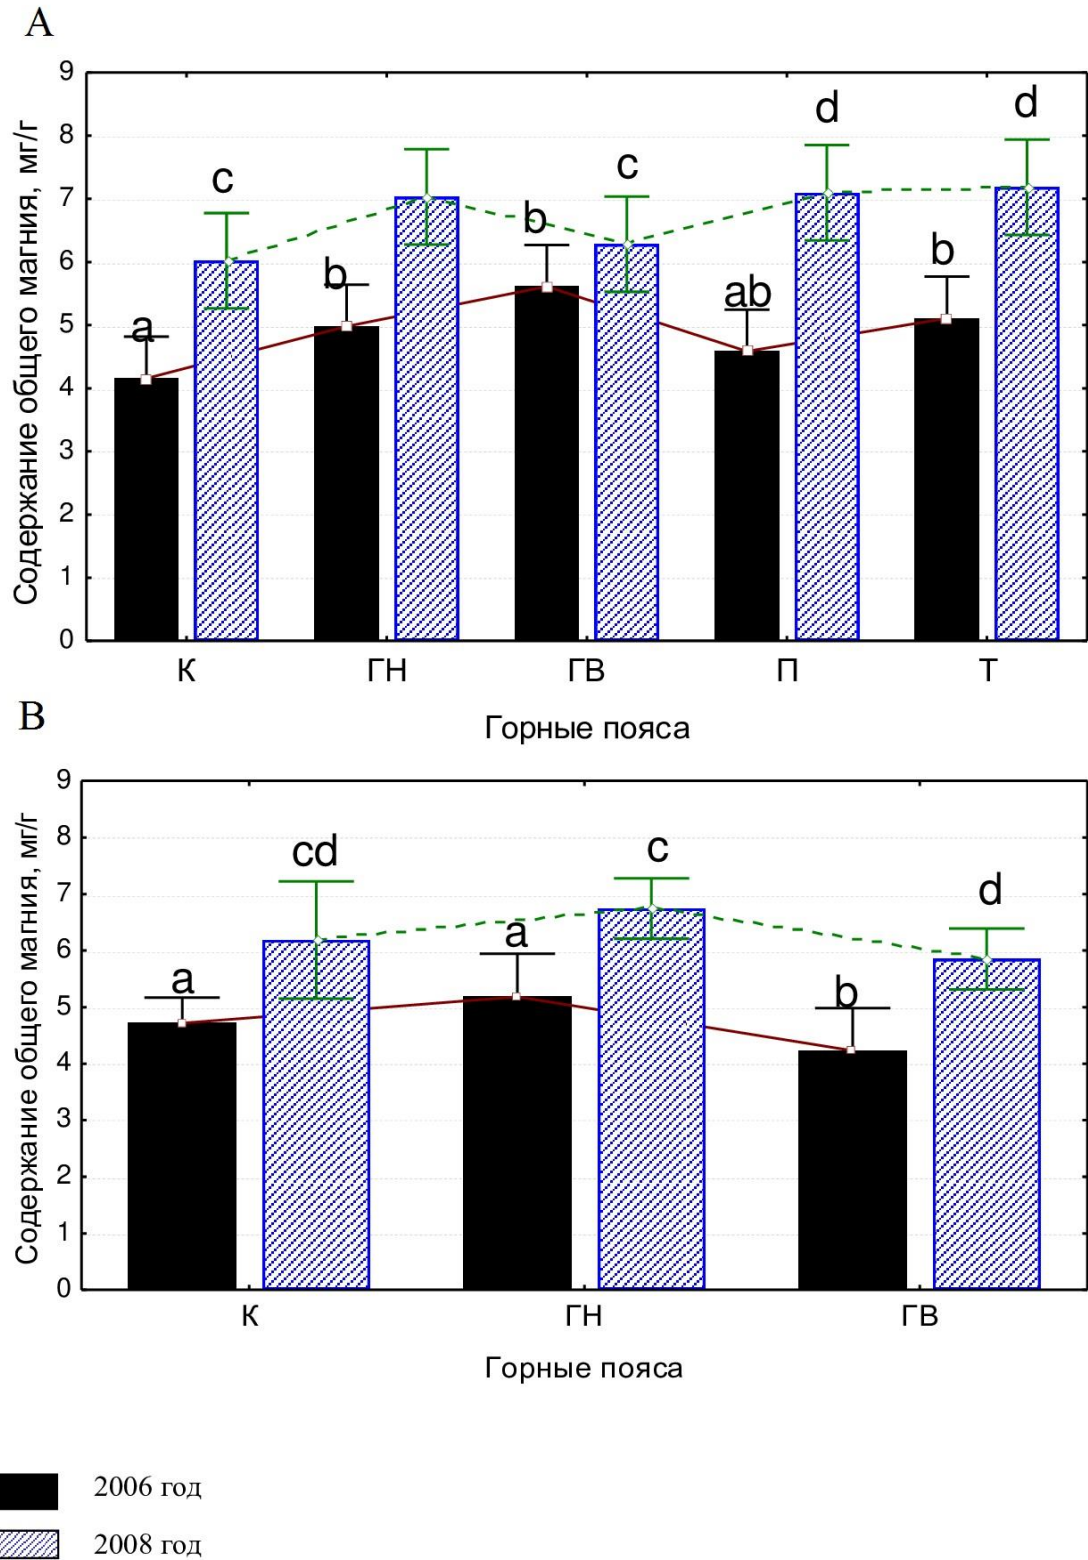 A
Содержание общего магния, мг/г
9
8
7
6
5
4
3
2
1
0
a
c
b
b
c
ab
d
b
d
К
ГН
ГВ
П
Т
Горные пояса
B
Содержание общего магния, мг/г
9
8
7
6
5
4
3
2
1
0
a
cd
a
c
b
d
К
ГН
ГВ
Горные пояса
2006 год
2008 год